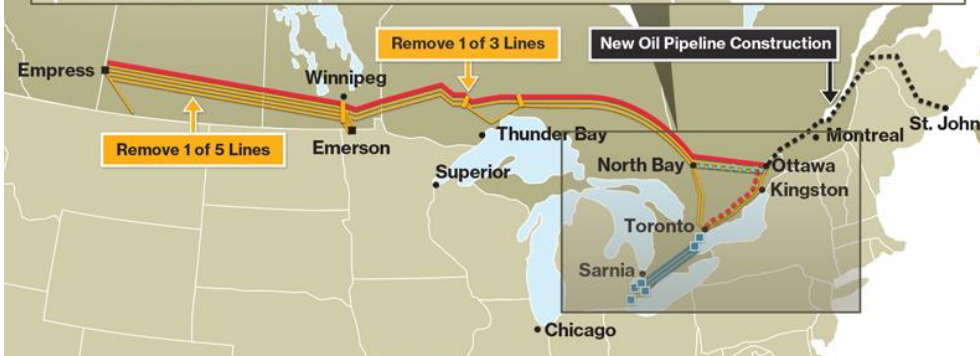 Remove 1 of 3 Lines
New Oil Pipeline Construction
Empress
Winnipeg
Remove 1 of 5 Lines
Emerson
Thunder Bay
Superior
North Bay
Ottawa
Montreal
St. John
Kingston
Toronto
Sarnia
Chicago